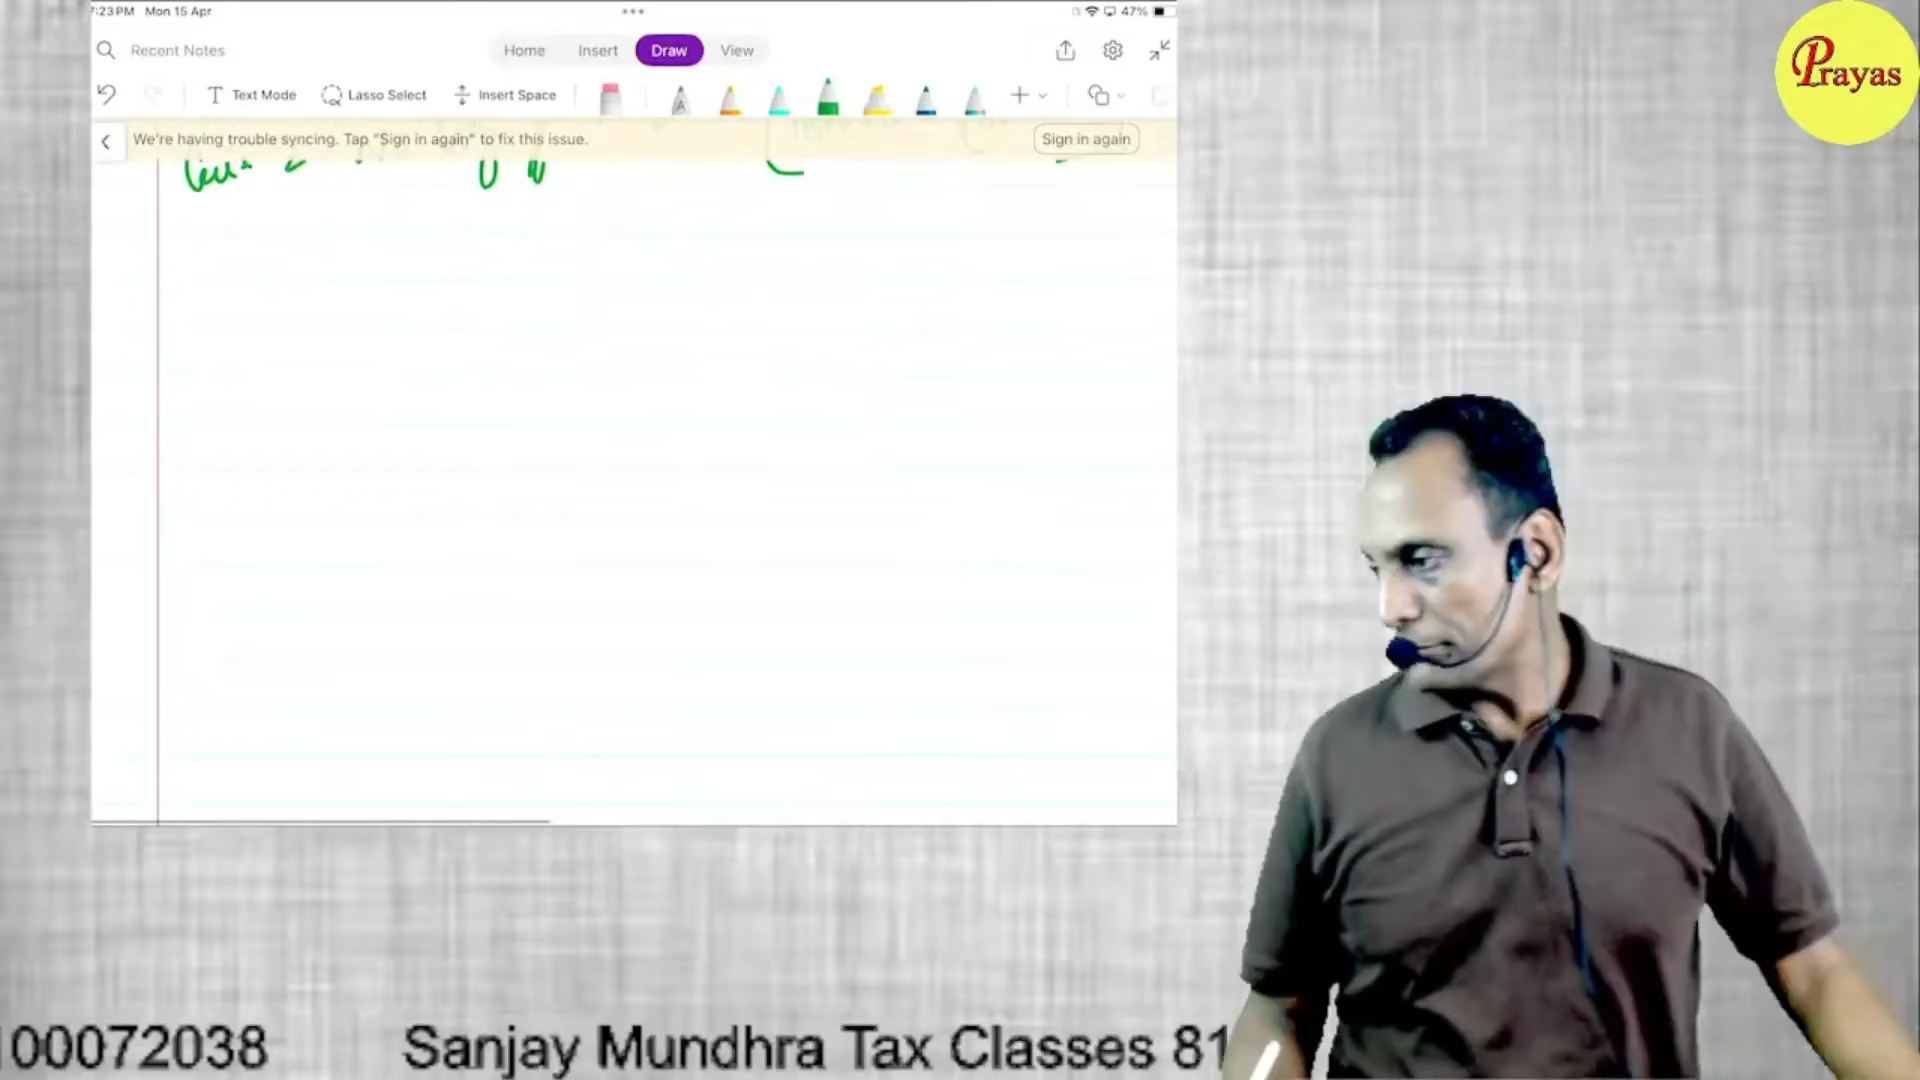 7:23 PM Mon 15 Apr
47%
Prayas
Recent Notes
Home Insert Draw View
Text Mode Lasso Select Insert Space
We're having trouble syncing. Tap "Sign in again" to fix this issue.
Sign in again
100072038 Sanjay Mundhra Tax Classes 81